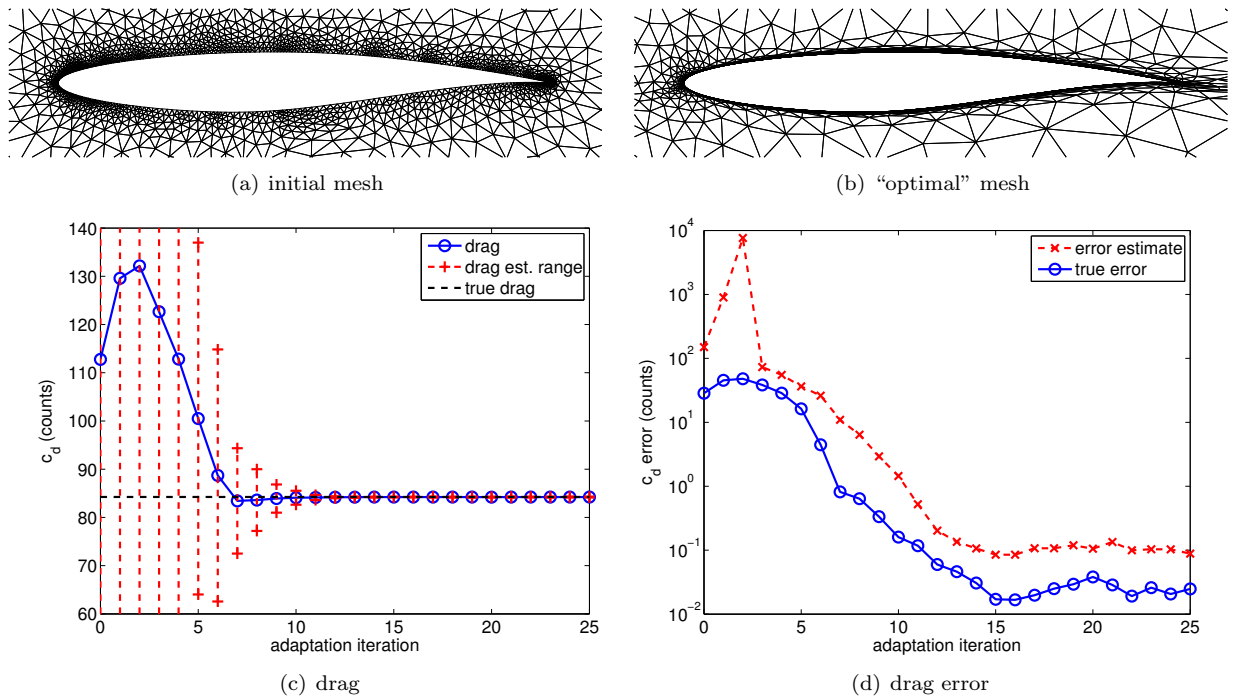 (a) initial mesh
(b) “optimal” mesh
140
130
120
110
100
90
80
70
60
c_d (counts)
drag
drag est. range
true drag
0
5
10
15
20
25
adaptation iteration
(c) drag
10^4
10^3
10^2
10^1
10^0
10^−1
10^−2
c_d error (counts)
error estimate
true error
0
5
10
15
20
25
adaptation iteration
(d) drag error